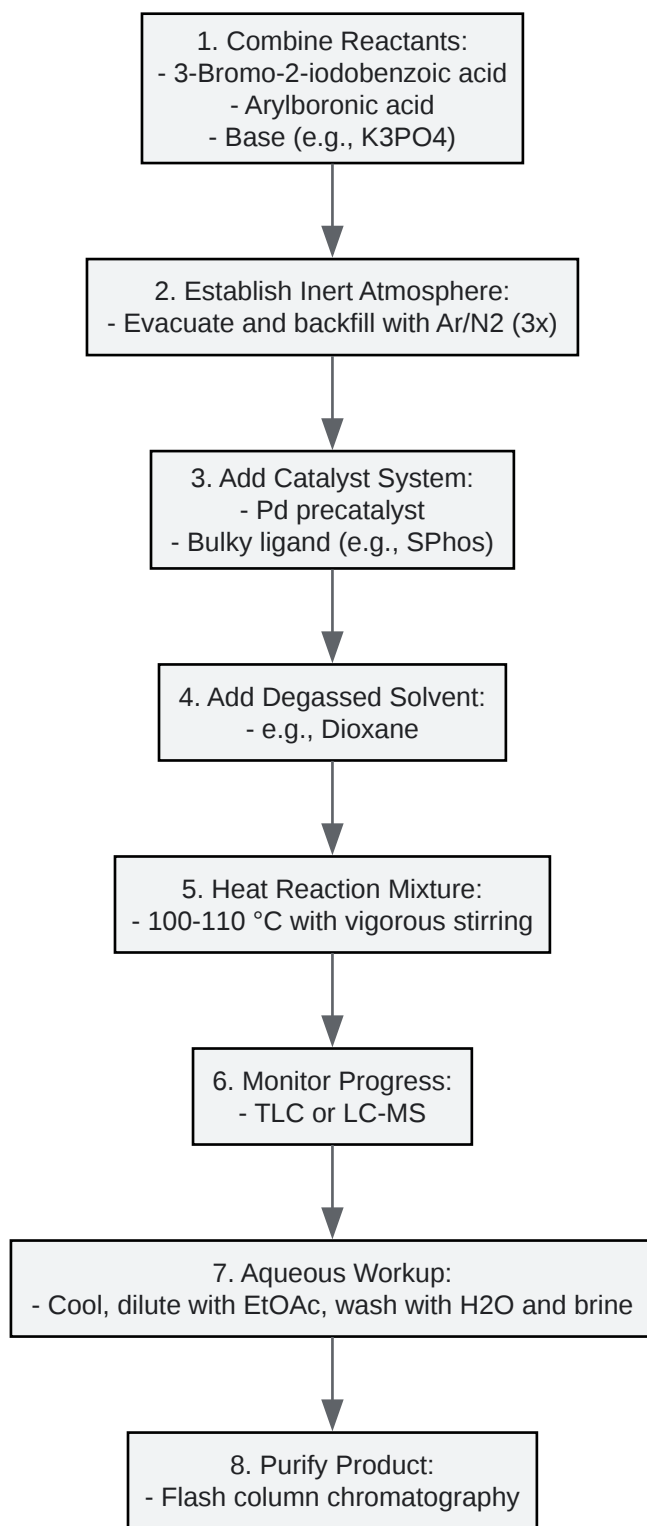 1. Combine Reactants:
- 3-Bromo-2-iodobenzoic acid
- Arylboronic acid
- Base (e.g., K3PO4)
2. Establish Inert Atmosphere:
- Evacuate and backfill with Ar/N2 (3x)
3. Add Catalyst System:
- Pd precatalyst
- Bulky ligand (e.g., SPhos)
4. Add Degassed Solvent:
- e.g., Dioxane
5. Heat Reaction Mixture:
- 100-110 °C with vigorous stirring
6. Monitor Progress:
- TLC or LC-MS
7. Aqueous Workup:
- Cool, dilute with EtOAc, wash with H2O and brine
8. Purify Product:
- Flash column chromatography